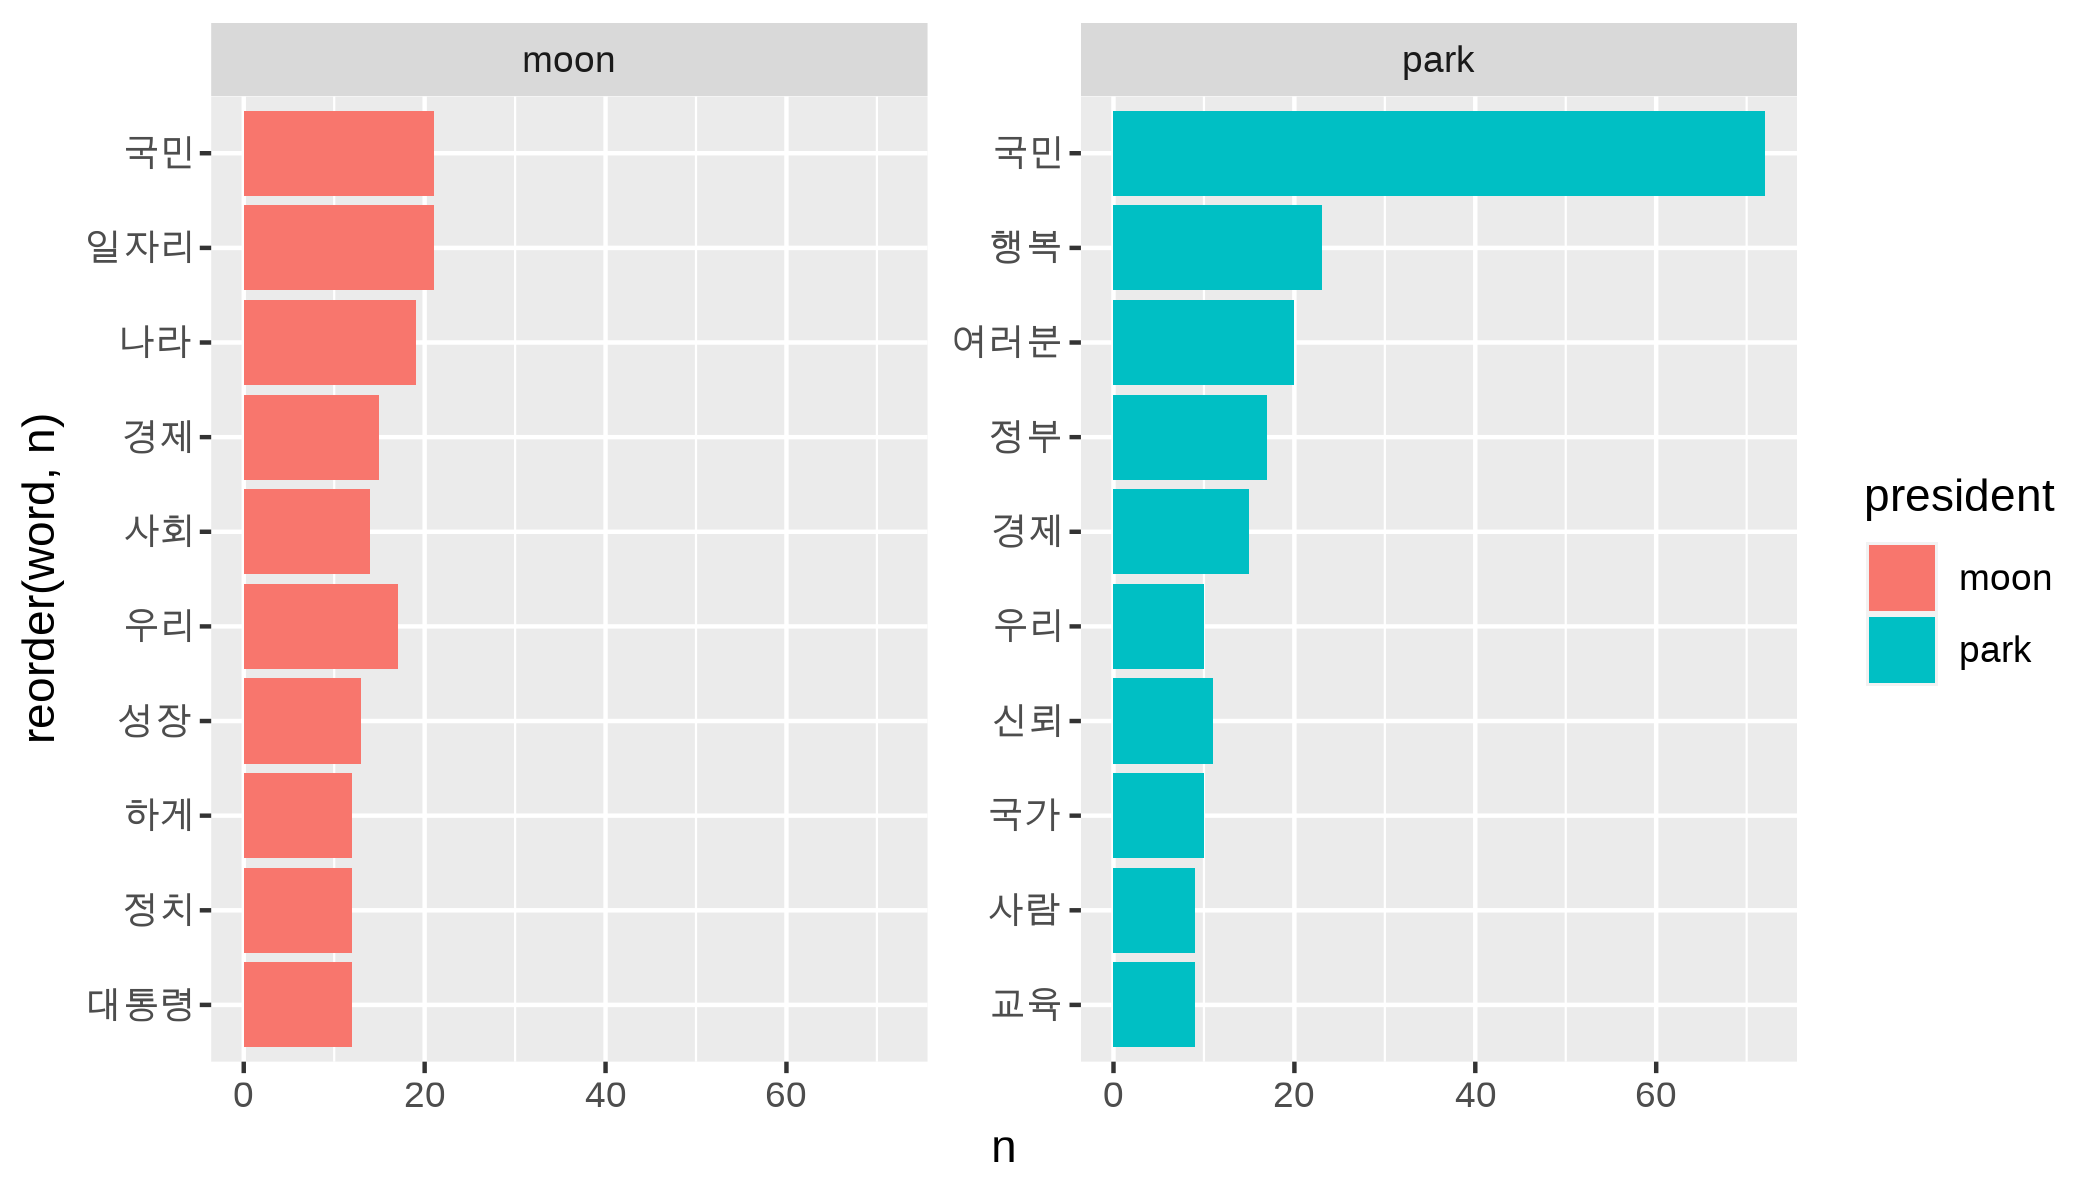 moon
park
국민
일자리
나라
경제
사회
우리
성장
하게
정치
대통령
국민
행복
여러분
정부
경제
우리
신뢰
국가
사람
교육
0 20 40 60
0 20 40 60
n
reorder(word, n)
president
moon
park